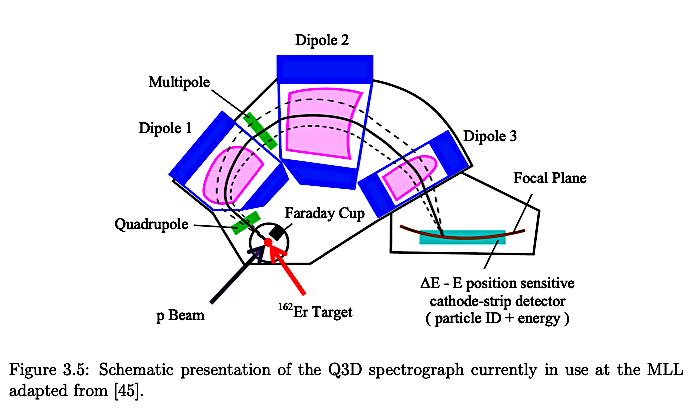 Dipole 2
Multipole
Dipole 1
Dipole 3
Focal Plane
Quadrupole
Faraday Cup
p Beam
¹⁶²Er Target
ΔE - E position sensitive
cathode-strip detector
( particle ID + energy )
Figure 3.5: Schematic presentation of the Q3D spectrograph currently in use at the MLL
adapted from [45].